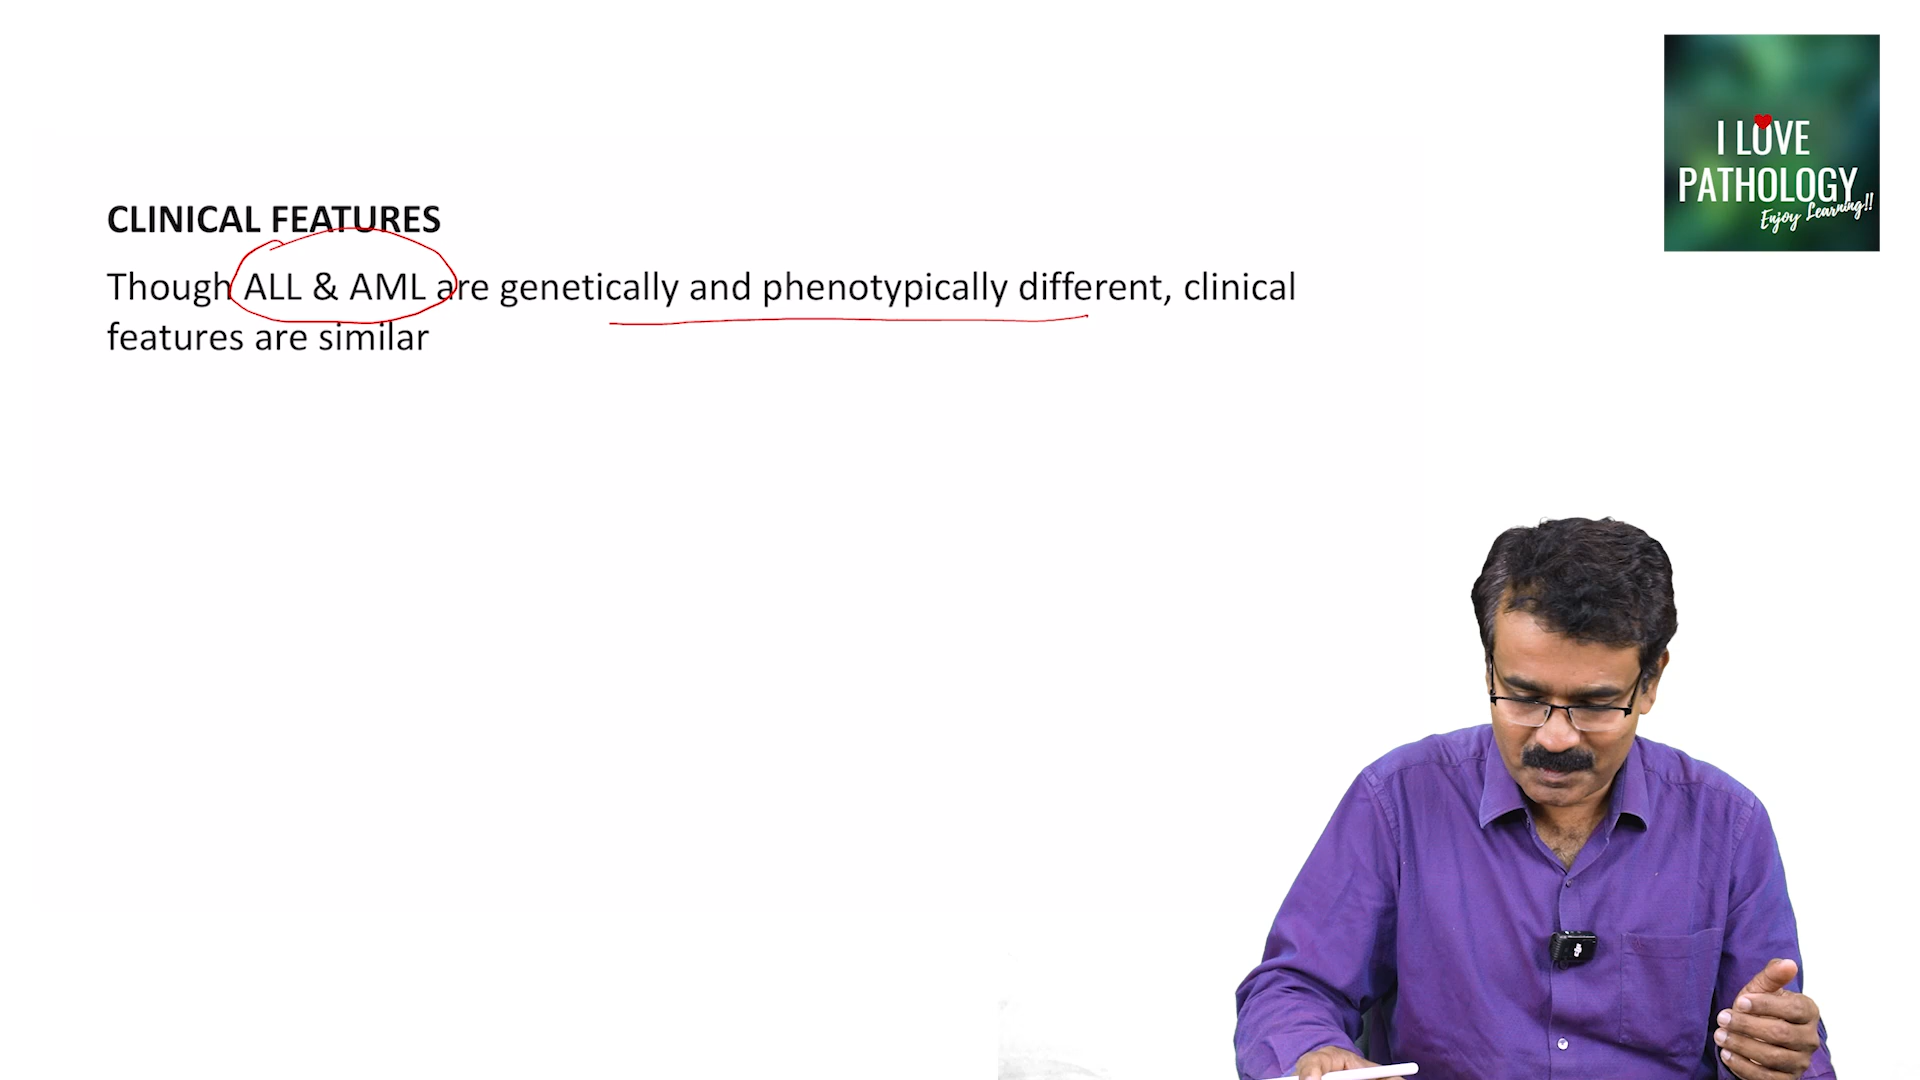 I LOVE
PATHOLOGY
Enjoy Learning!!
CLINICAL FEATURES
Though ALL & AML are genetically and phenotypically different, clinical
features are similar